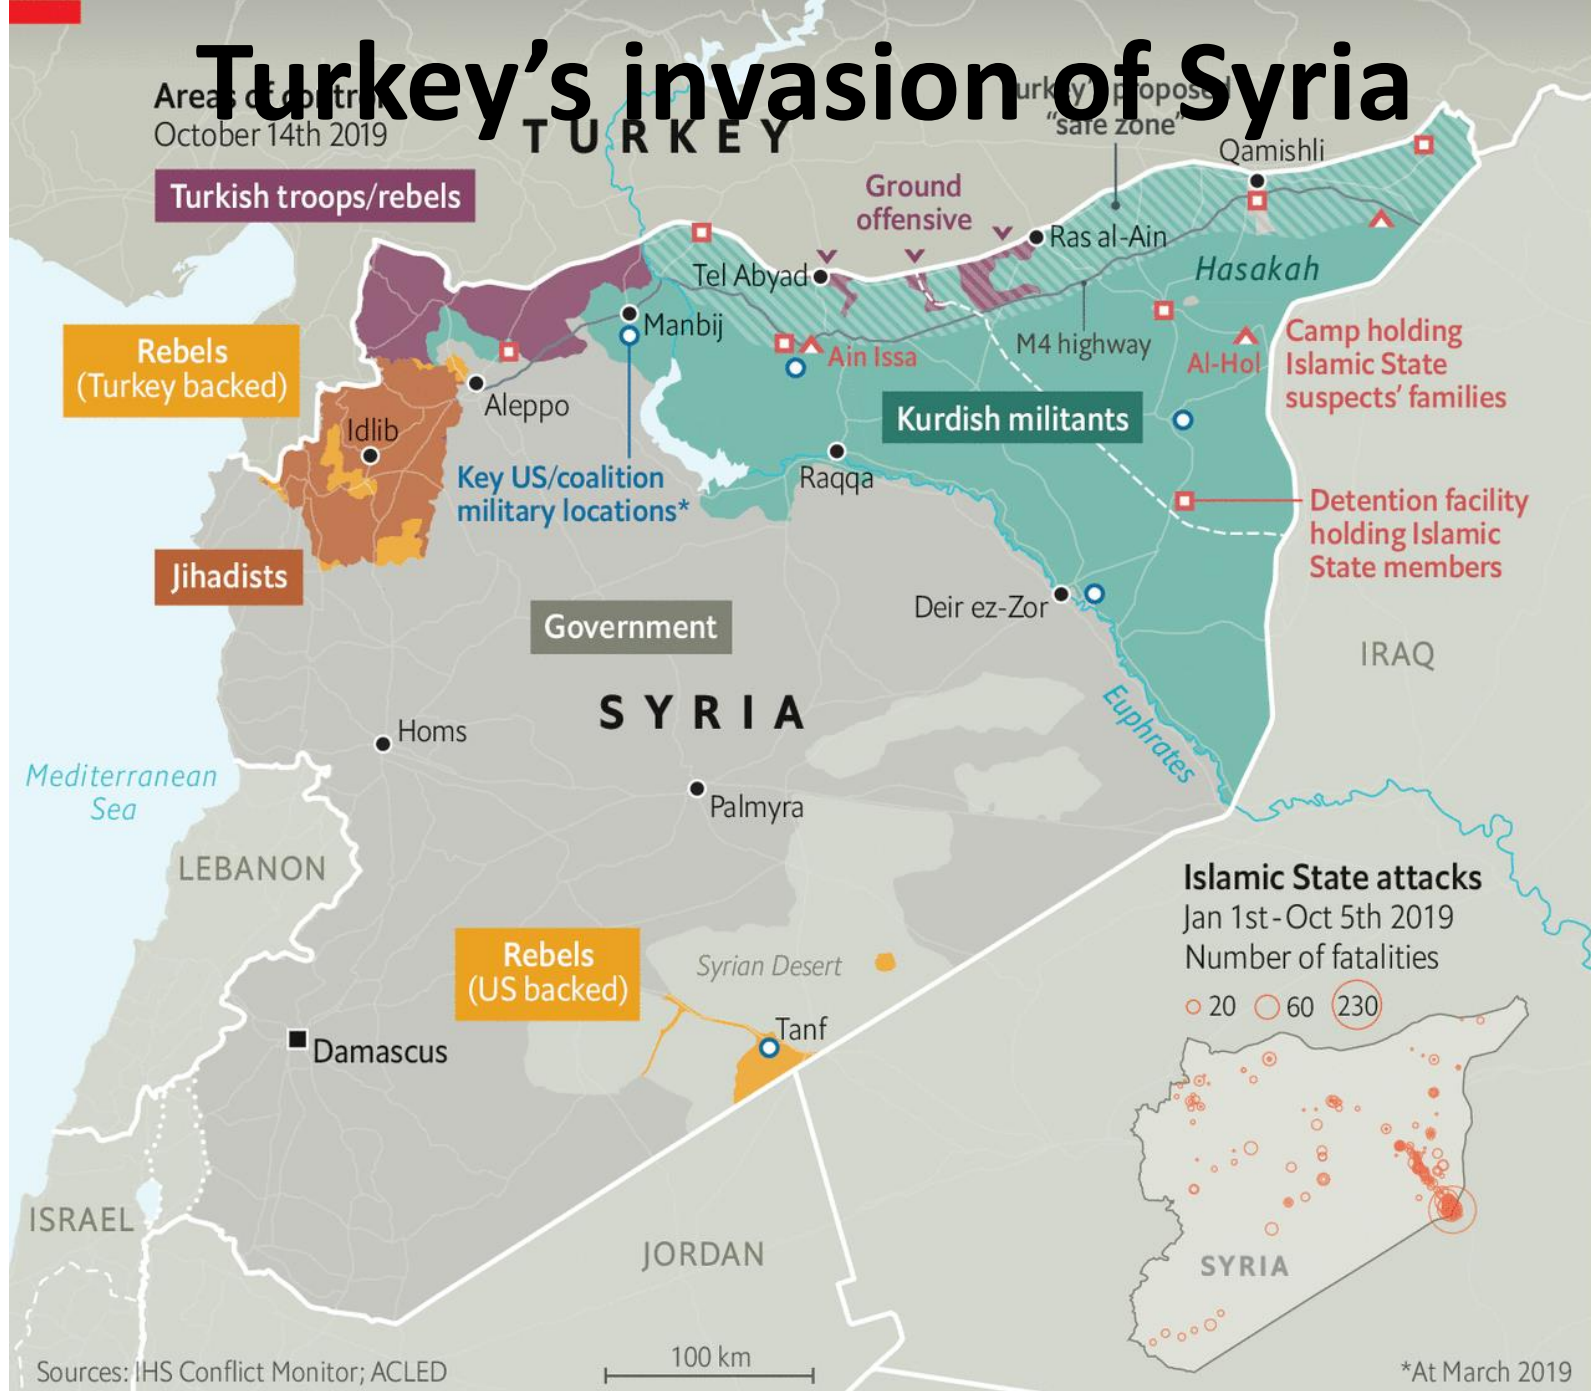 Turkey’s invasion of Syria
Areas of control
October 14th 2019
TURKEY
Turkey’s proposed
“safe zone”
Qamishli
Turkish troops/rebels
Ground
offensive
Ras al-Ain
Hasakah
Tel Abyad
Manbij
M4 highway
Ain Issa
Al-Hol
Camp holding
Islamic State
suspects’ families
Rebels
(Turkey backed)
Aleppo
Kurdish militants
Idlib
Key US/coalition
military locations*
Raqqa
Detention facility
holding Islamic
State members
Jihadists
Government
Deir ez-Zor
IRAQ
SYRIA
Euphrates
Homs
Mediterranean
Sea
Palmyra
LEBANON
Islamic State attacks
Jan 1st-Oct 5th 2019
Number of fatalities
20 60 230
Rebels
(US backed)
Syrian Desert
Tanf
Damascus
ISRAEL
JORDAN
SYRIA
100 km
Sources: IHS Conflict Monitor; ACLED
*At March 2019